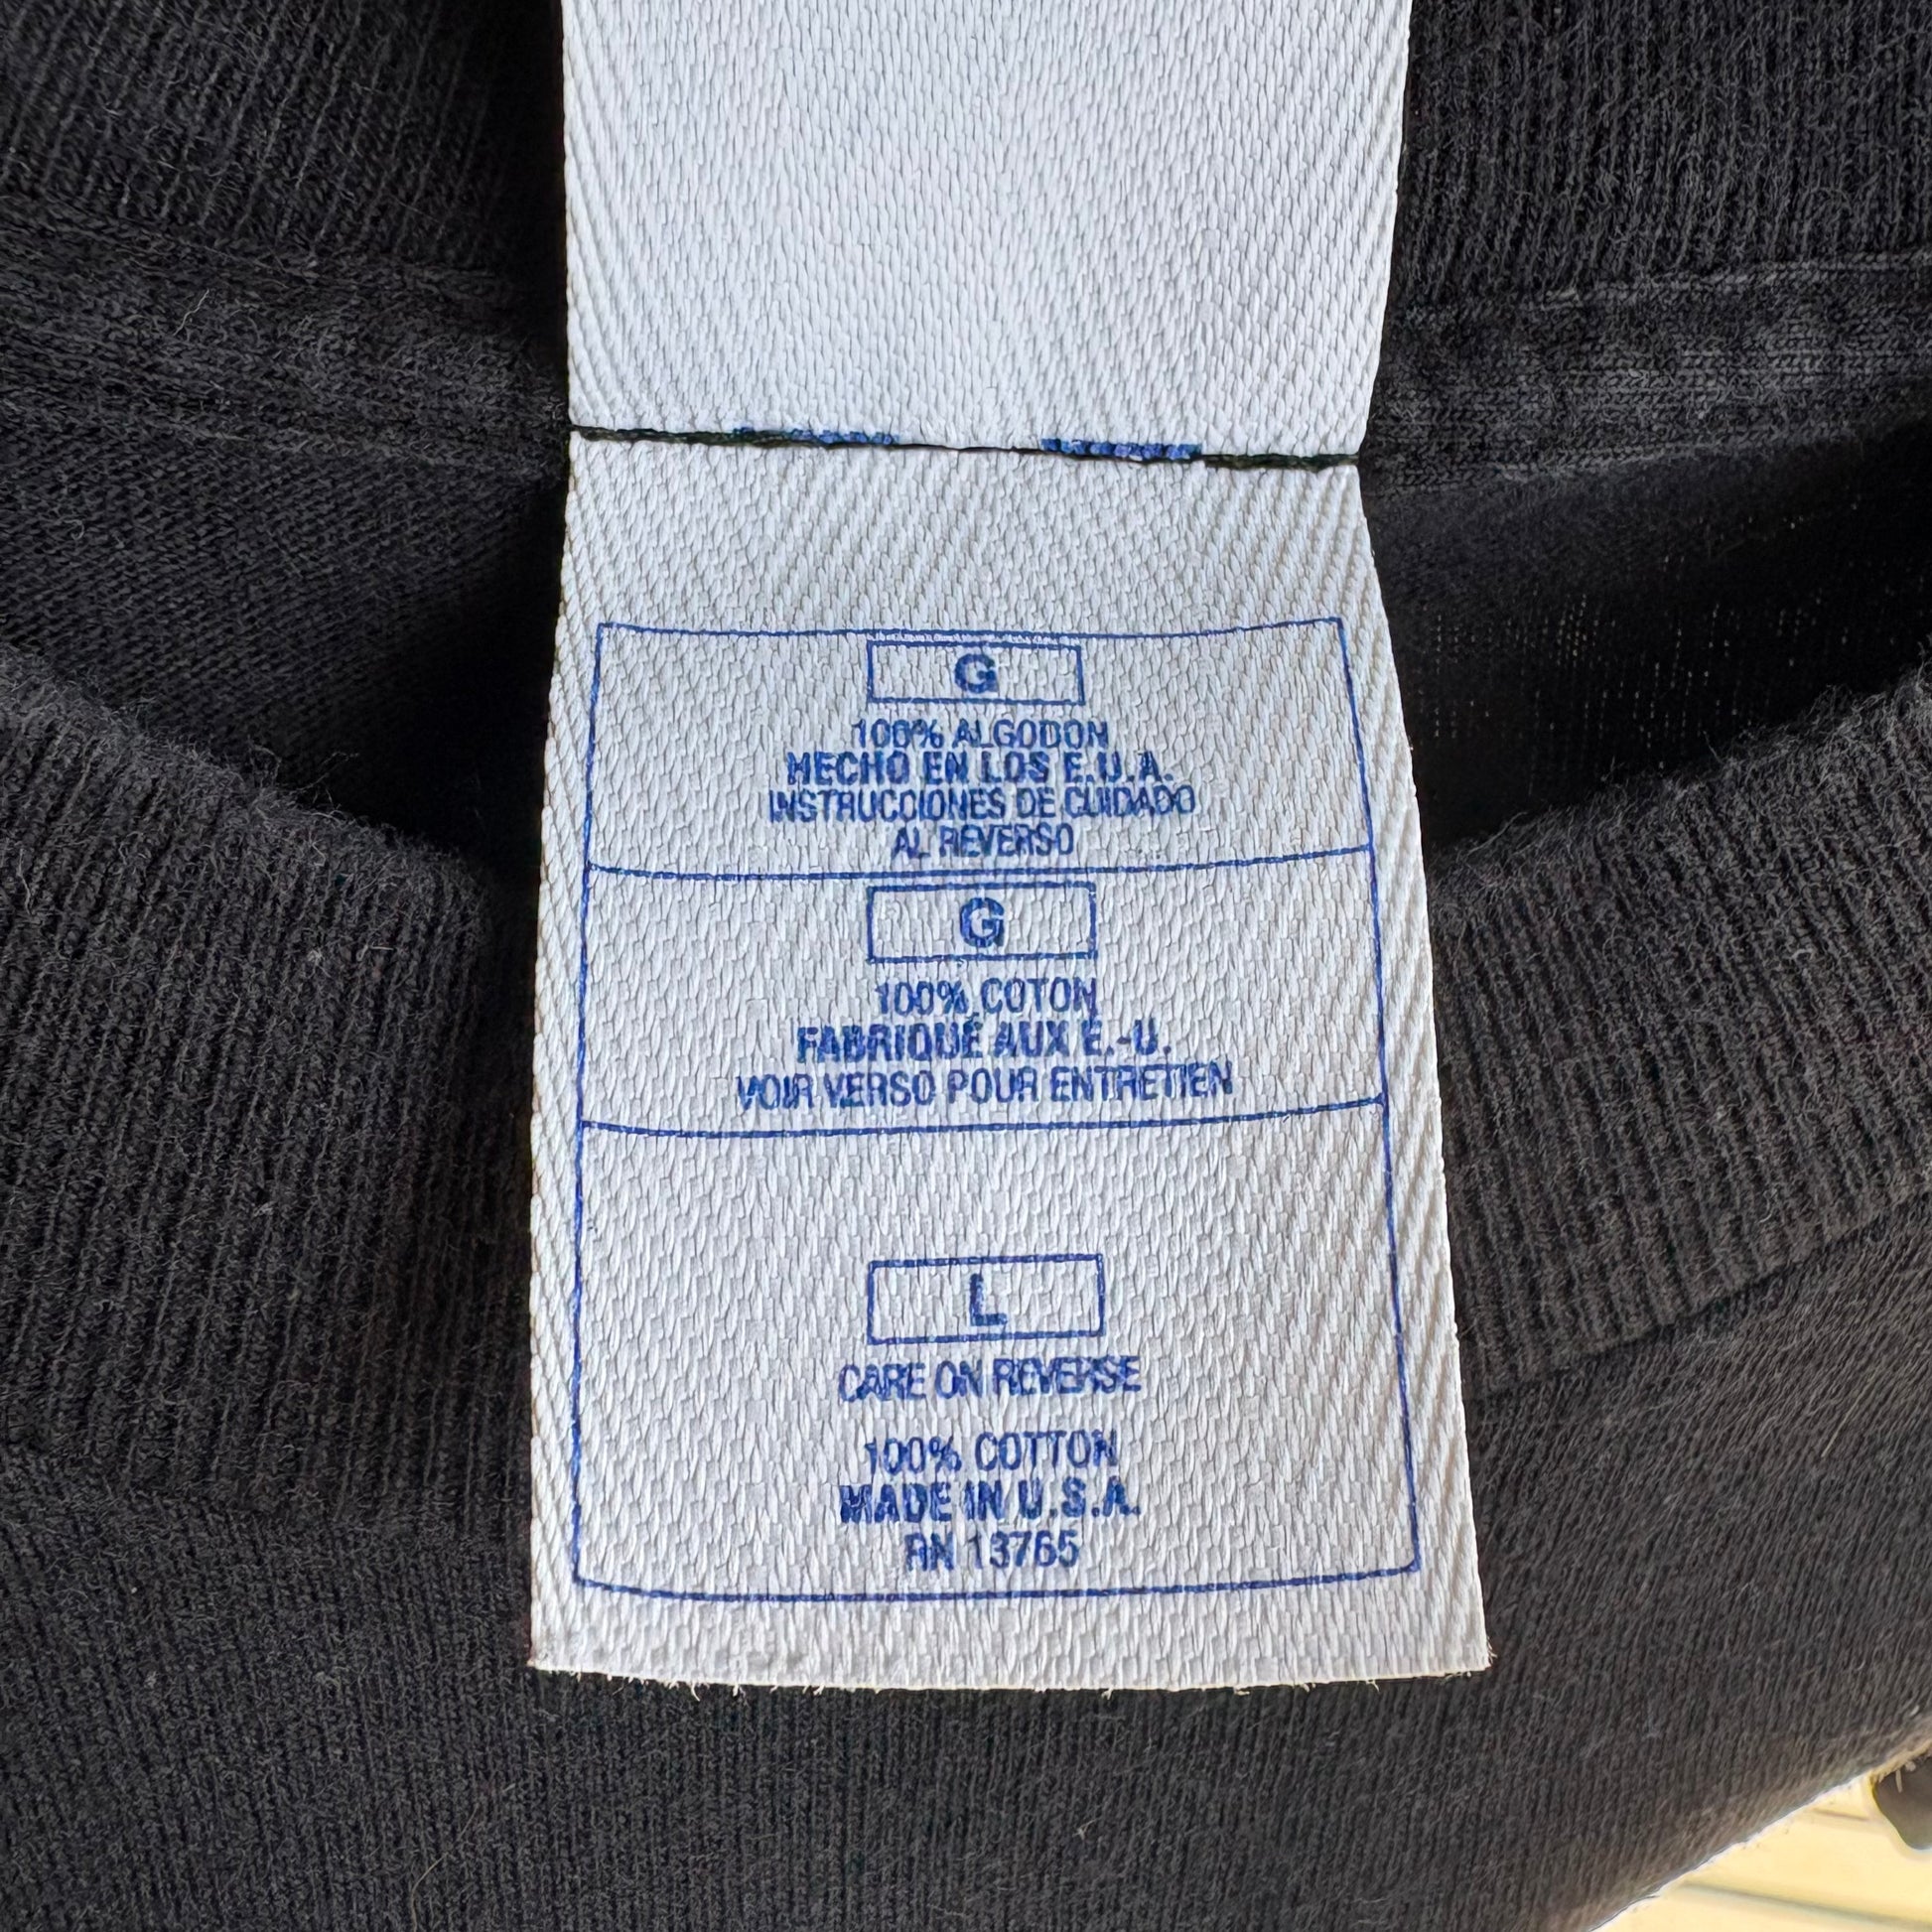 G
100% ALGODON
HECHO EN LOS E.U.A.
INSTRUCCIONES DE CUIDADO
AL REVERSO
G
100% COTON
FABRIQUÉ AUX E.-U.
VOIR VERSO POUR ENTRETIEN
L
CARE ON REVERSE
100% COTTON
MADE IN U.S.A.
RN 13765